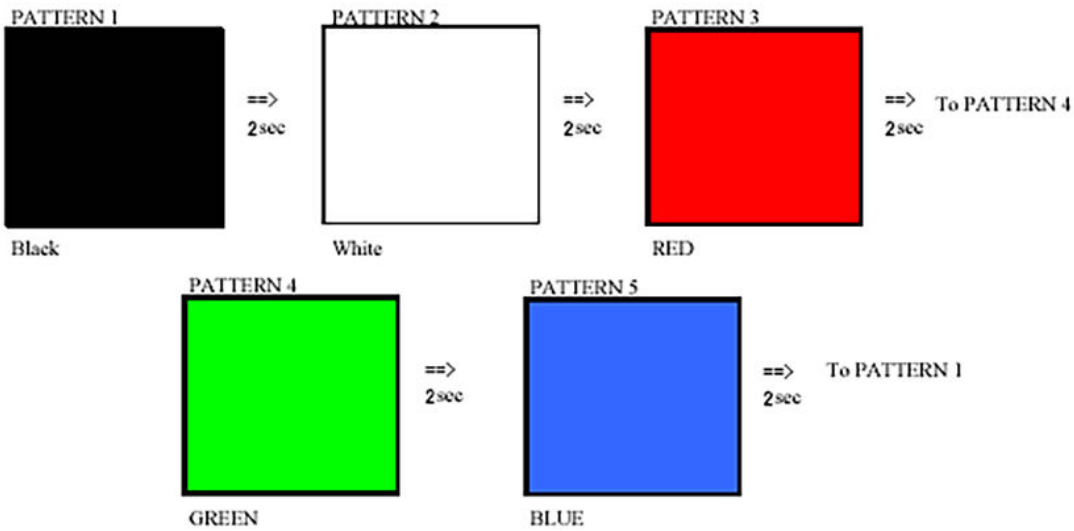 PATTERN 1
PATTERN 2
PATTERN 3
==>
2sec
==>
2sec
==>
2sec
To PATTERN 4
Black
White
RED
PATTERN 4
PATTERN 5
==>
2sec
==>
2sec
To PATTERN 1
GREEN
BLUE